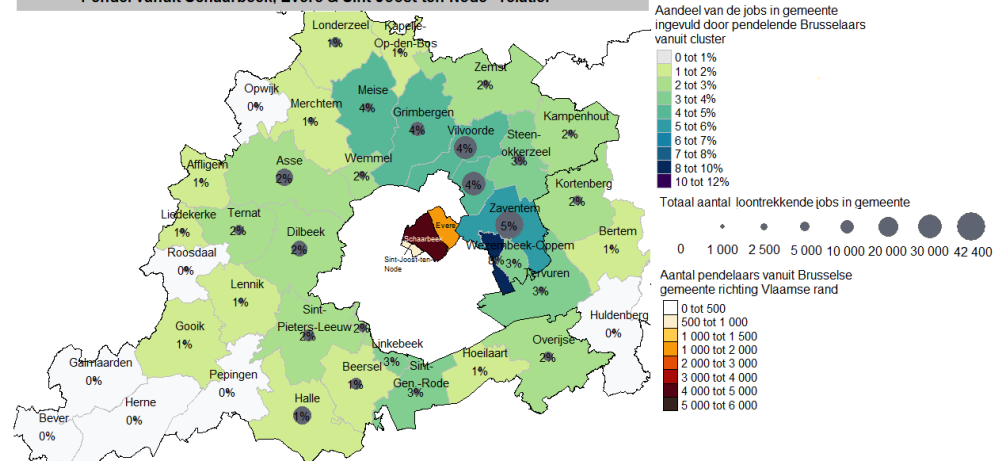 Pendel vanuit Schaarbeek, Evere & Sint-Joost-ten-Node - relatief
Aandeel van de jobs in gemeente
ingevuld door pendelende Brusselaars
vanuit cluster
0 tot 1%
1 tot 2%
2 tot 3%
3 tot 4%
4 tot 5%
5 tot 6%
6 tot 7%
7 tot 8%
8 tot 10%
10 tot 12%
Totaal aantal loontrekkende jobs in gemeente
0
1 000
2 500
5 000
10 000
20 000
30 000
42 400
Aantal pendelaars vanuit Brusselse
gemeente richting Vlaamse rand
0 tot 500
500 tot 1 000
1 000 tot 1 500
1 000 tot 2 000
2 000 tot 3 000
3 000 tot 4 000
4 000 tot 5 000
5 000 tot 6 000
Londerzeel
1%
Kapelle-
Op-den-Bos
1%
Zemst
2%
Opwijk
0%
Merchtem
1%
Meise
4%
Grimbergen
4%
Vilvoorde
4%
Steen-
okkerzeel
3%
Kampenhout
2%
Affligem
1%
Asse
2%
Wemmel
2%
4%
Kortenberg
2%
Liedekerke
1%
Ternat
2%
Dilbeek
2%
Evere
Schaarbeek
Sint-Joost-ten-
Node
Zaventem
5%
Wezembeek-Oppem
3%
Bertem
1%
Roosdaal
0%
Tervuren
3%
Lennik
1%
Sint-
Pieters-Leeuw
2%
2%
Huldenberg
0%
Gooik
1%
Linkebeek
3%
Sint-
Gen.-Rode
3%
Hoeilaart
1%
Overijse
2%
Galmaarden
0%
Pepingen
0%
Beersel
1%
Halle
1%
Herne
0%
Bever
0%